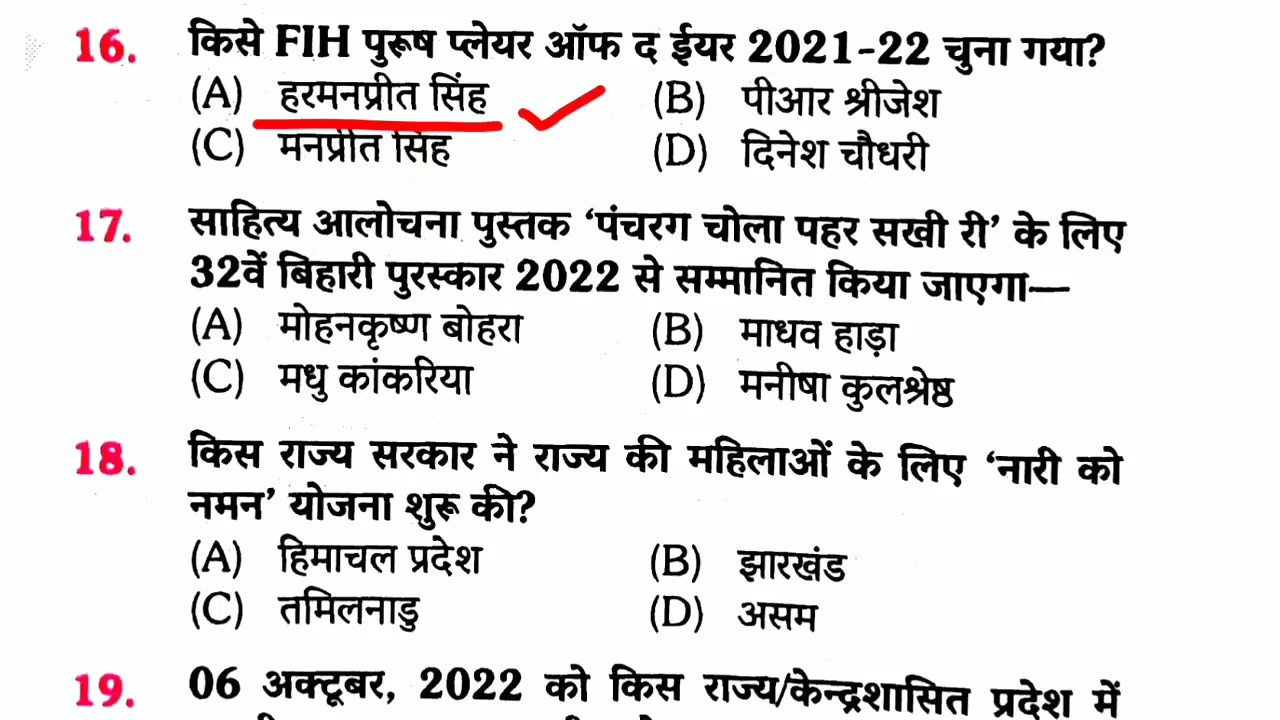 16. किसे FIH पुरूष प्लेयर ऑफ द ईयर 2021-22 चुना गया?
(A) हरमनप्रीत सिंह (B) पीआर श्रीजेश
(C) मनप्रीत सिंह (D) दिनेश चौधरी
17. साहित्य आलोचना पुस्तक ‘पंचरग चोला पहर सखी री’ के लिए
32वें बिहारी पुरस्कार 2022 से सम्मानित किया जाएगा—
(A) मोहनकृष्ण बोहरा (B) माधव हाड़ा
(C) मधु कांकरिया (D) मनीषा कुलश्रेष्ठ
18. किस राज्य सरकार ने राज्य की महिलाओं के लिए ‘नारी को
नमन’ योजना शुरू की?
(A) हिमाचल प्रदेश (B) झारखंड
(C) तमिलनाडु (D) असम
19. 06 अक्टूबर, 2022 को किस राज्य/केन्द्रशासित प्रदेश में